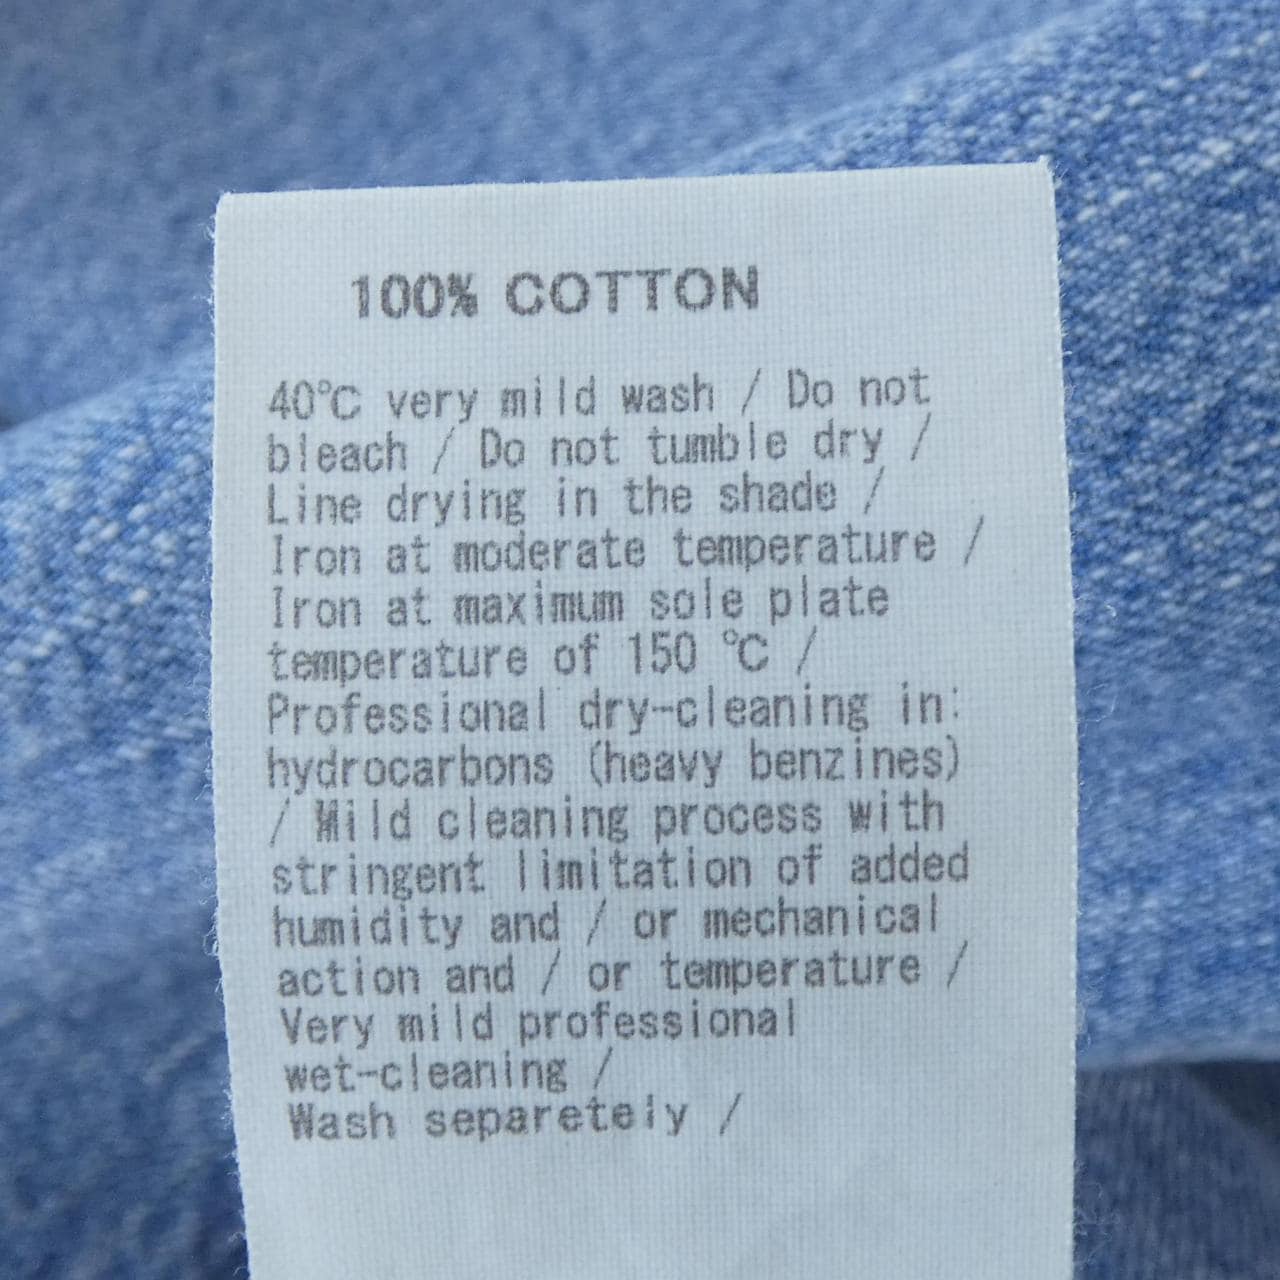 100% COTTON
40℃ very mild wash / Do not
bleach / Do not tumble dry /
Line drying in the shade /
Iron at moderate temperature /
Iron at maximum sole plate
temperature of 150 ℃ /
Professional dry-cleaning in:
hydrocarbons (heavy benzines)
/ Mild cleaning process with
stringent limitation of added
humidity and / or mechanical
action and / or temperature /
Very mild professional
wet-cleaning /
Wash separetely /